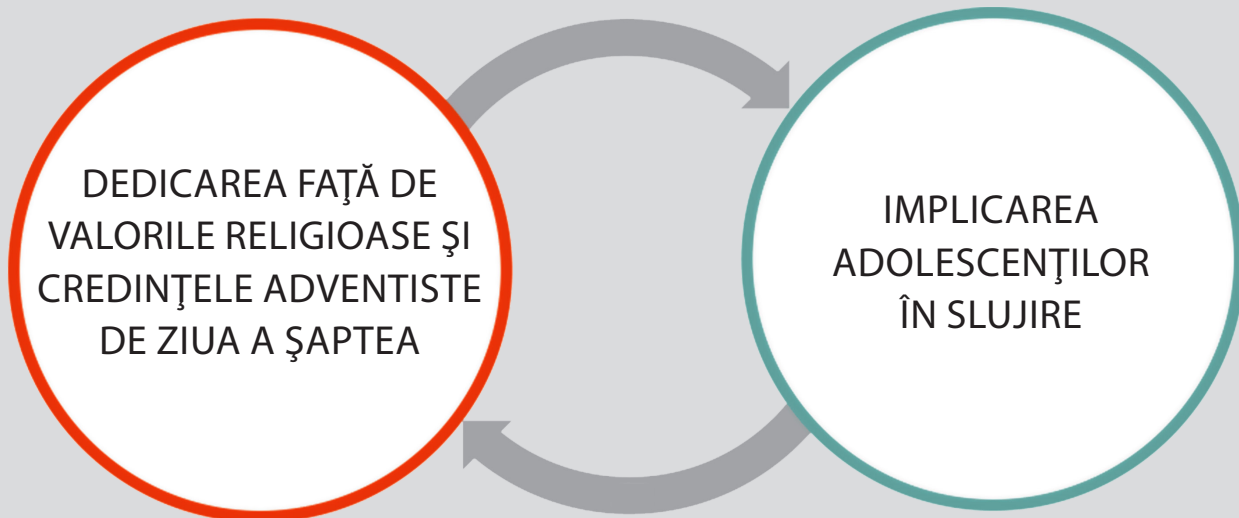 DEDICAREA FAŢĂ DE
VALORILE RELIGIOASE ŞI
CREDINŢELE ADVENTISTE
DE ZIUA A ŞAPTEA
IMPLICAREA
ADOLESCENŢILOR
ÎN SLUJIRE